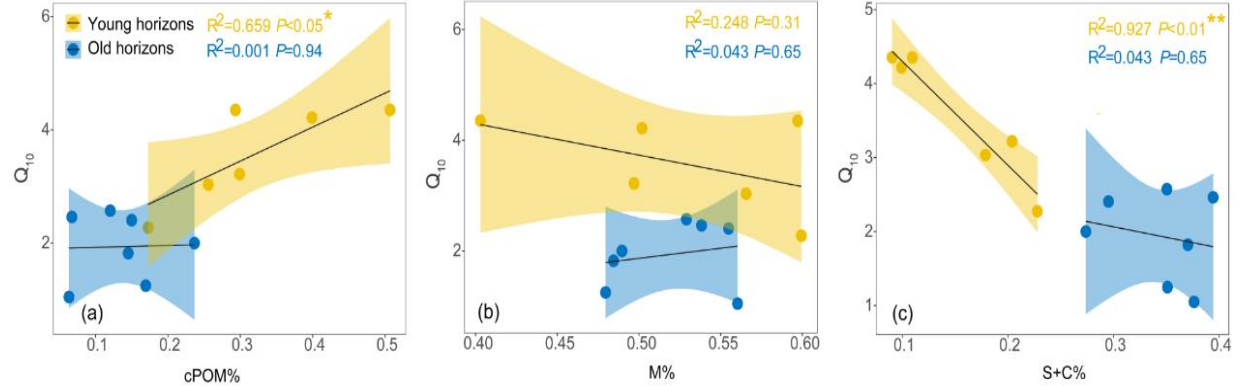 Young horizons R²=0.659 P<0.05*
Old horizons R²=0.001 P=0.94
6
4
2
Q₁₀
(a)
0.1 0.2 0.3 0.4 0.5
cPOM%
R²=0.248 P=0.31
R²=0.043 P=0.65
6
4
2
Q₁₀
(b)
0.40 0.45 0.50 0.55 0.60
M%
R²=0.927 P<0.01**
R²=0.043 P=0.65
5
4
3
2
1
Q₁₀
(c)
0.1 0.2 0.3 0.4
S+C%